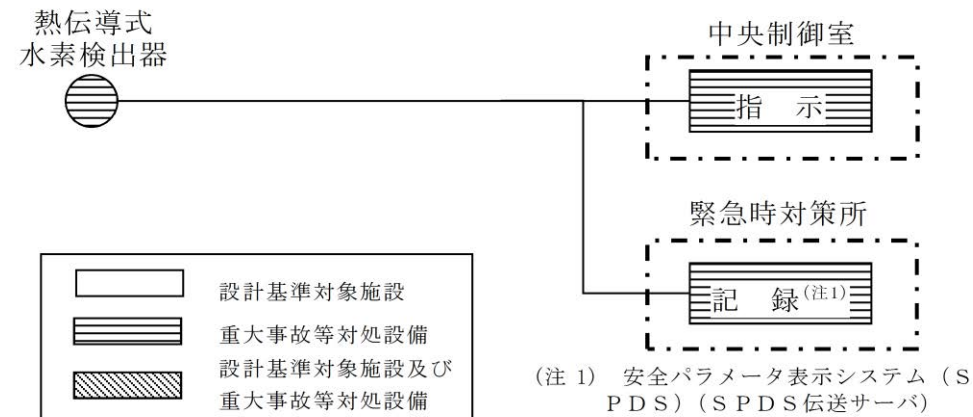 熱伝導式
水素検出器
中央制御室
指　示
緊急時対策所
記　録(注1)
設計基準対象施設
重大事故等対処設備
設計基準対象施設及び
重大事故等対処設備
(注 1)　安全パラメータ表示システム（S
ＰＤＳ）（ＳＰＤＳ伝送サーバ）